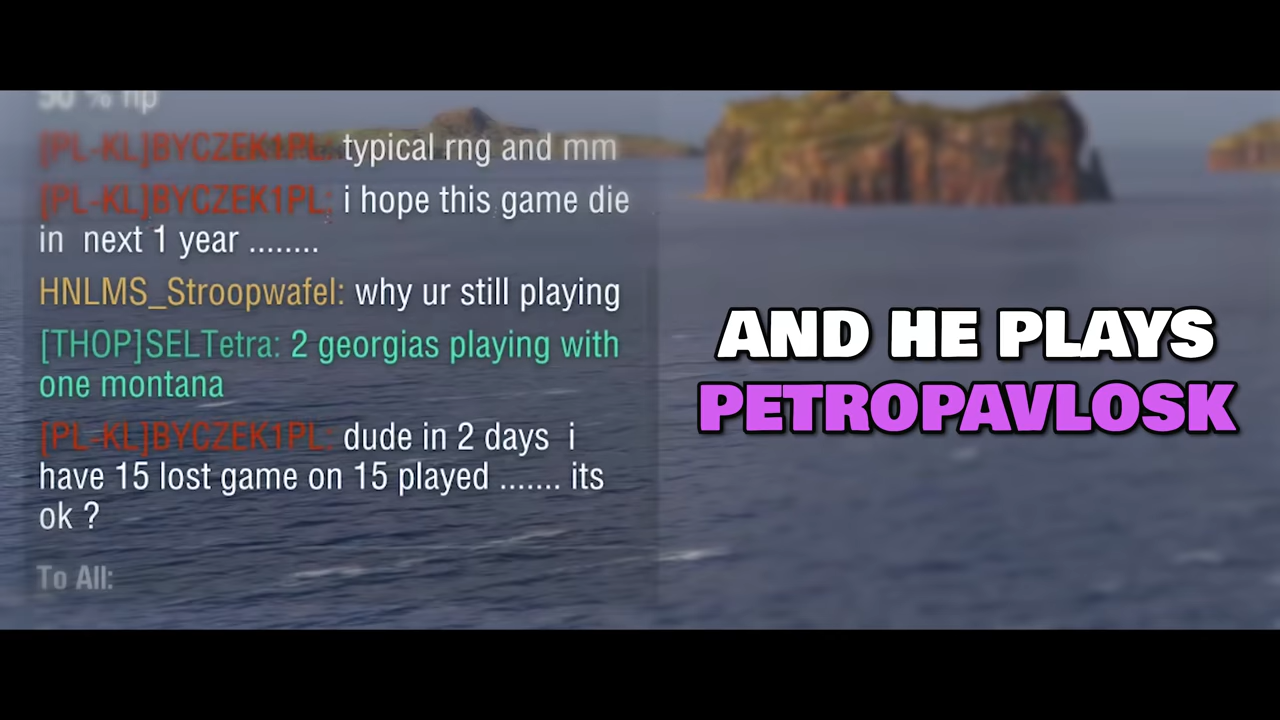 50 % hp
[PL-KL]BYCZEK1PL: typical rng and mm
[PL-KL]BYCZEK1PL: i hope this game die
in next 1 year ........
HNLMS_Stroopwafel: why ur still playing
[THOP]SELTetra: 2 georgias playing with
one montana
[PL-KL]BYCZEK1PL: dude in 2 days i
have 15 lost game on 15 played ....... its
ok ?
To All:
AND HE PLAYS
PETROPAVLOSK